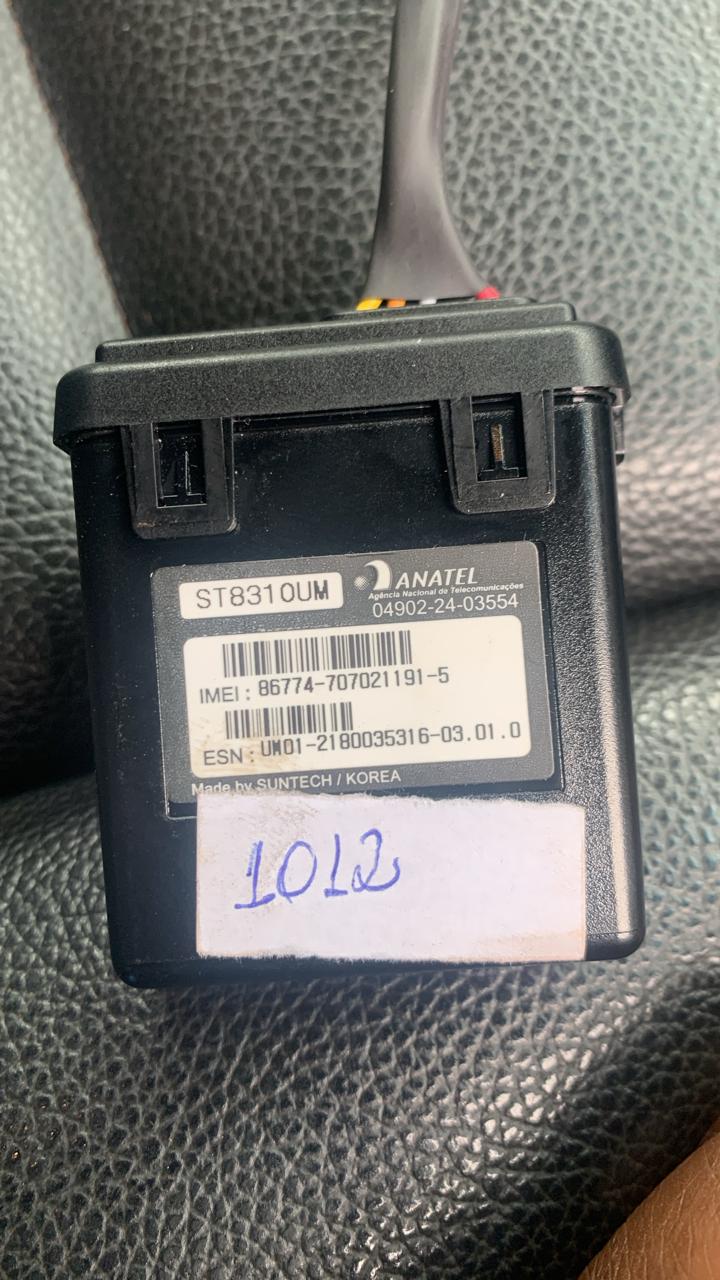 ST8310UM
ANATEL
Agência Nacional de Telecomunicações
04902-24-03554
IMEI : 86774-707021191-5
ESN : UM01-2180035316-03.01.0
Made by SUNTECH / KOREA
1012